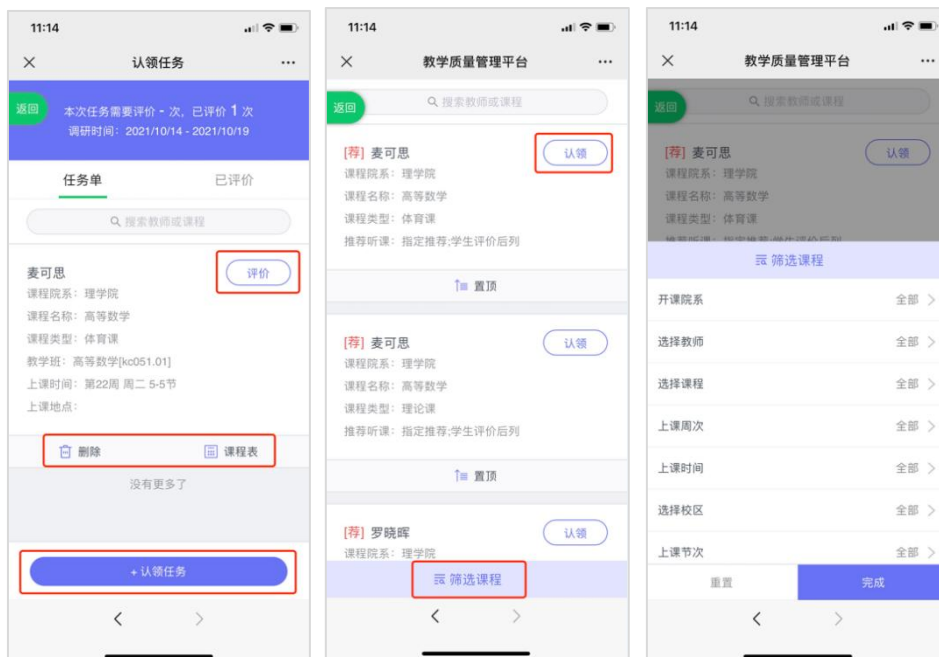 11:14
认领任务
返回
本次任务需要评价 - 次，已评价 1 次
调研时间：2021/10/14 - 2021/10/19
任务单
已评价
搜索教师或课程
麦可思
评价
课程院系：理学院
课程名称：高等数学
课程类型：体育课
教学班：高等数学[kc051.01]
上课时间：第22周 周二 5-5节
上课地点：
删除
课程表
没有更多了
+ 认领任务
11:14
教学质量管理平台
返回
搜索教师或课程
[荐] 麦可思
认领
课程院系：理学院
课程名称：高等数学
课程类型：体育课
推荐听课：指定推荐;学生评价后列
置顶
[荐] 麦可思
认领
课程院系：理学院
课程名称：高等数学
课程类型：理论课
推荐听课：指定推荐;学生评价后列
置顶
[荐] 罗晓晖
认领
课程院系：理学院
筛选课程
11:14
教学质量管理平台
返回
搜索教师或课程
[荐] 麦可思
认领
课程院系：理学院
课程名称：高等数学
课程类型：体育课
推荐听课：指定推荐;学生评价后列
筛选课程
开课院系 全部
选择教师 全部
选择课程 全部
上课周次 全部
上课时间 全部
选择校区 全部
上课节次 全部
重置
完成